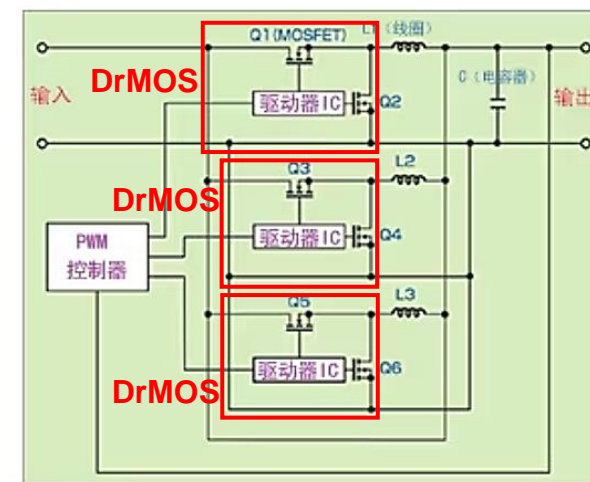 Q1(MOSFET)
L1（线圈）
DrMOS
输入
驱动器IC
Q2
C（电容器）
输出
Q3
L2
DrMOS
驱动器IC
Q4
PWM
控制器
Q5
L3
驱动器IC
Q6
DrMOS